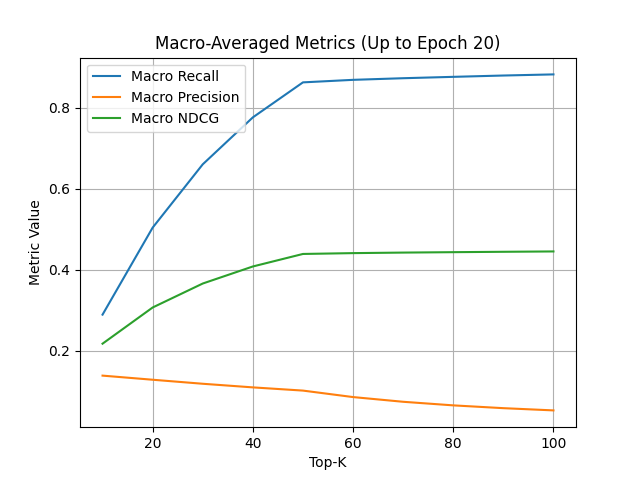 Macro-Averaged Metrics (Up to Epoch 20)
Macro Recall
Macro Precision
Macro NDCG
Metric Value
0.8
0.6
0.4
0.2
20 40 60 80 100
Top-K